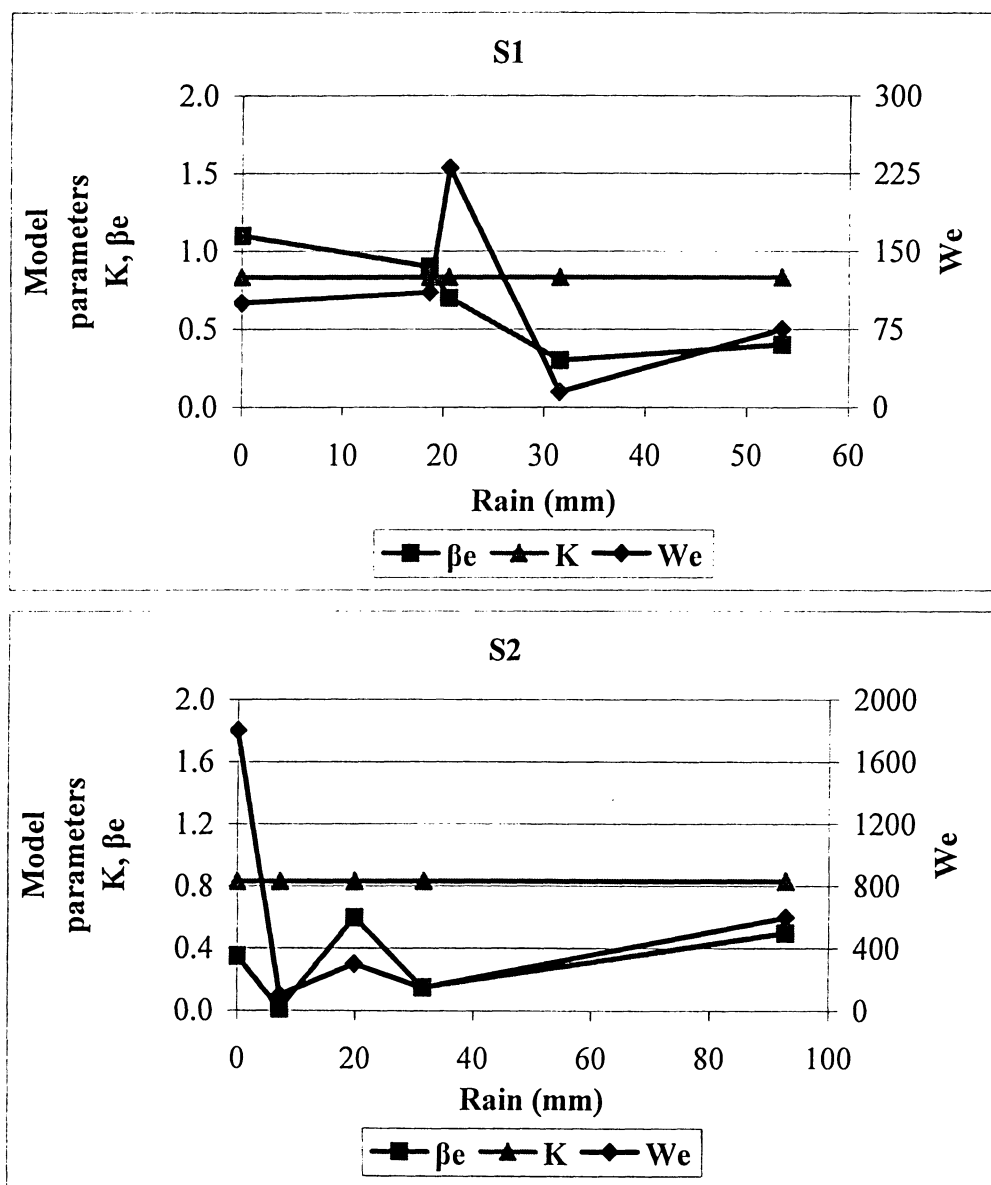 S1
Model
parameters
K, βe
2.0
1.5
1.0
0.5
0.0
300
225
150
75
0
We
0 10 20 30 40 50 60
Rain (mm)
βe K We
S2
Model
parameters
K, βe
2.0
1.6
1.2
0.8
0.4
0.0
2000
1600
1200
800
400
0
We
0 20 40 60 80 100
Rain (mm)
βe K We